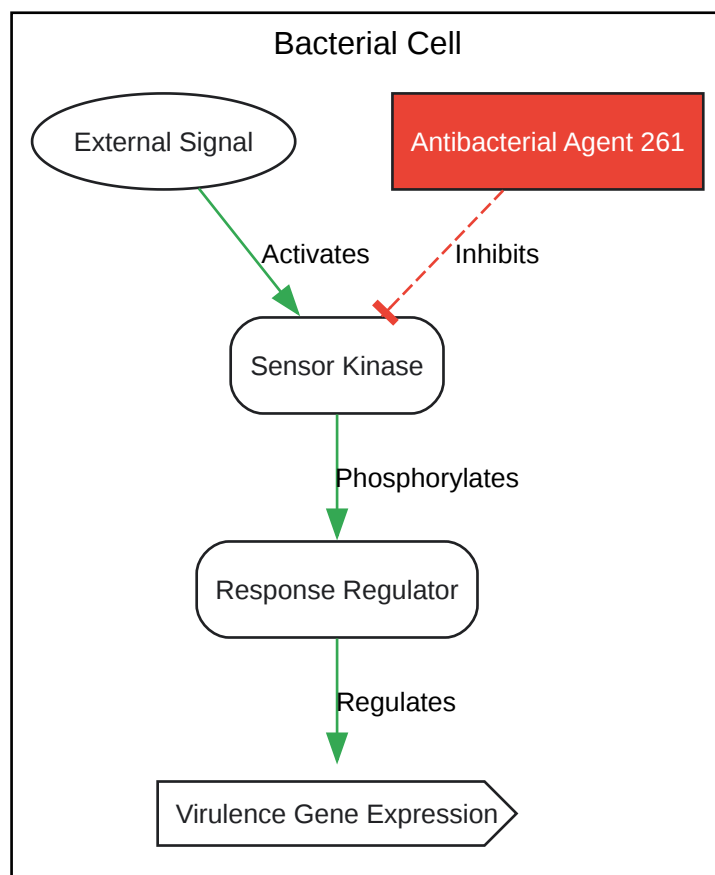 Bacterial Cell
External Signal
Antibacterial Agent 261
Activates
Inhibits
Sensor Kinase
Phosphorylates
Response Regulator
Regulates
Virulence Gene Expression